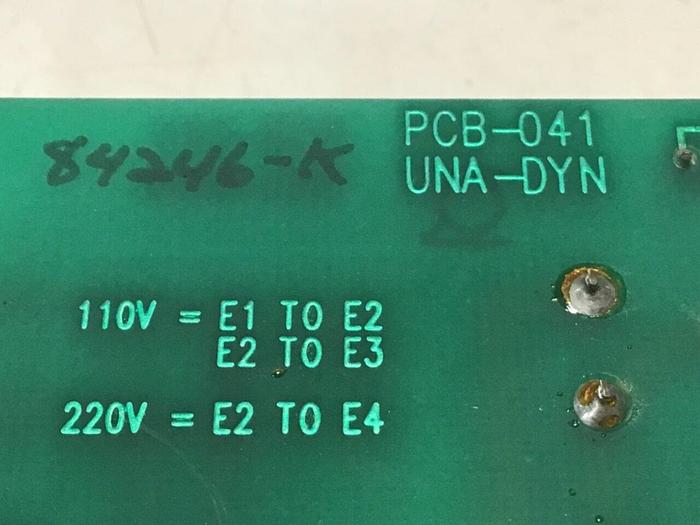 84246-K
PCB-041
UNA-DYN
110V = E1 TO E2
E2 TO E3
220V = E2 TO E4